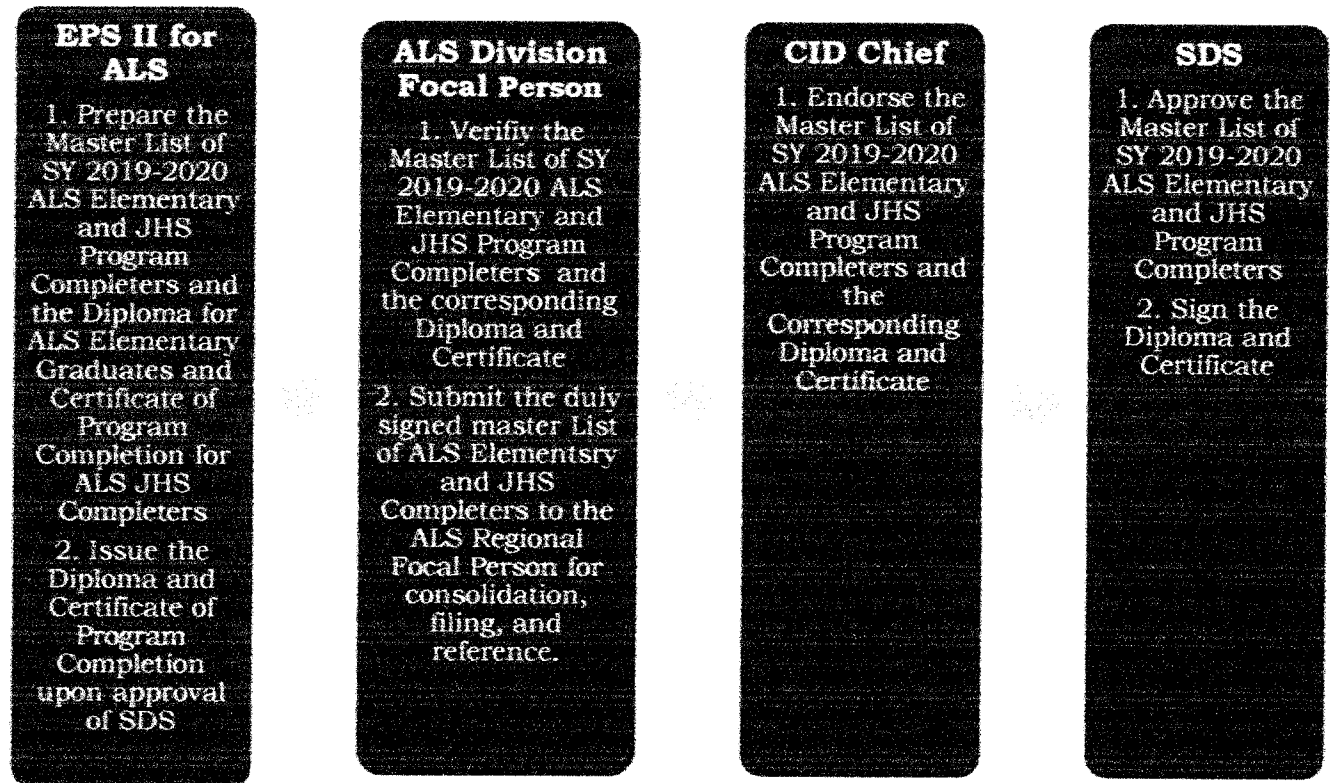 EPS II for
ALS
1. Prepare the
Master List of
SY 2019-2020
ALS Elementary
and JHS
Program
Completers and
the Diploma for
ALS Elementary
Graduates and
Certificate of
Program
Completion for
ALS JHS
Completers
2. Issue the
Diploma and
Certificate of
Program
Completion
upon approval
of SDS
ALS Division
Focal Person
1. Verifiy the
Master List of SY
2019-2020 ALS
Elementary and
JHS Program
Completers and
the corresponding
Diploma and
Certificate
2. Submit the duly
signed master List
of ALS Elementsry
and JHS
Completers to the
ALS Regional
Focal Person for
consolidation,
filing, and
reference.
CID Chief
1. Endorse the
Master List of
SY 2019-2020
ALS Elementary
and JHS
Program
Completers and
the
Corresponding
Diploma and
Certificate
SDS
1. Approve the
Master List of
SY 2019-2020
ALS Elementary
and JHS
Program
Completers
2. Sign the
Diploma and
Certificate